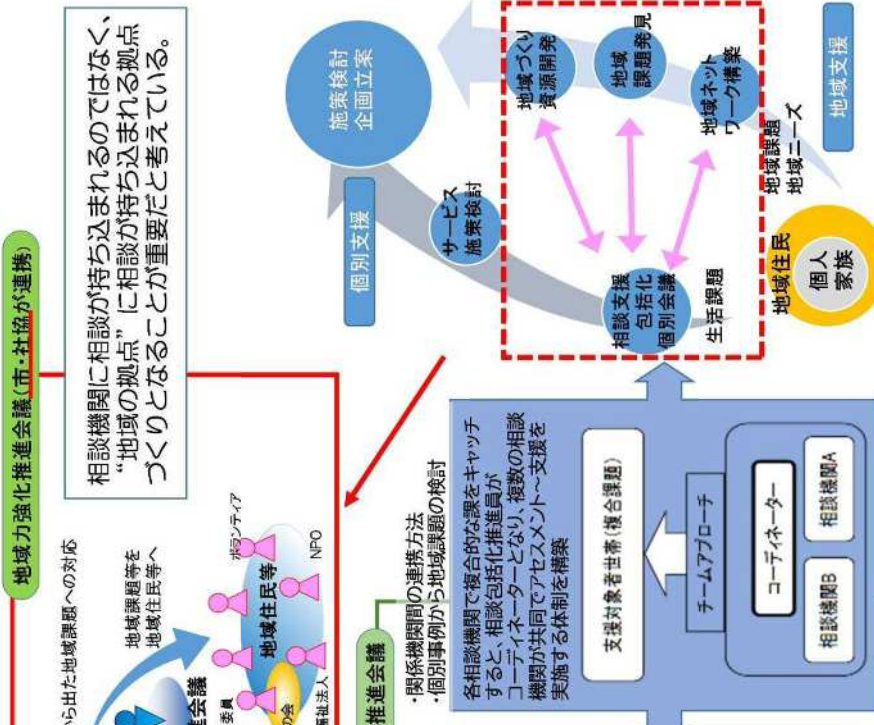 地域力強化推進会議(市・社協が連携)
相談機関に相談が持ち込まれるのではなく、
“地域の拠点”に相談が持ち込まれる拠点
づくりとなることが重要だと考えている。
ら出た地域課題への対応
地域課題等を
地域住民等へ
進会議
委員
ボランティア
地域住民等
の会
NPO
福祉法人
推進会議
・関係機関間の連携方法
・個別事例から地域課題の検討
各相談機関で複合的な課をキャッチ
すると、相談包括化推進員が
コーディネーターとなり、複数の相談
機関が共同でアセスメント～支援を
実施する体制を構築
支援対象者世帯(複合課題)
チームアプローチ
コーディネーター
相談機関B
相談機関A
施策検討
企画立案
個別支援
サービス
施策検討
地域づくり
資源開発
地域
課題発見
地域ネット
ワーク構築
相談支援
包括化
個別会議
生活課題
地域課題
地域ニーズ
地域住民
個人
家族
地域支援